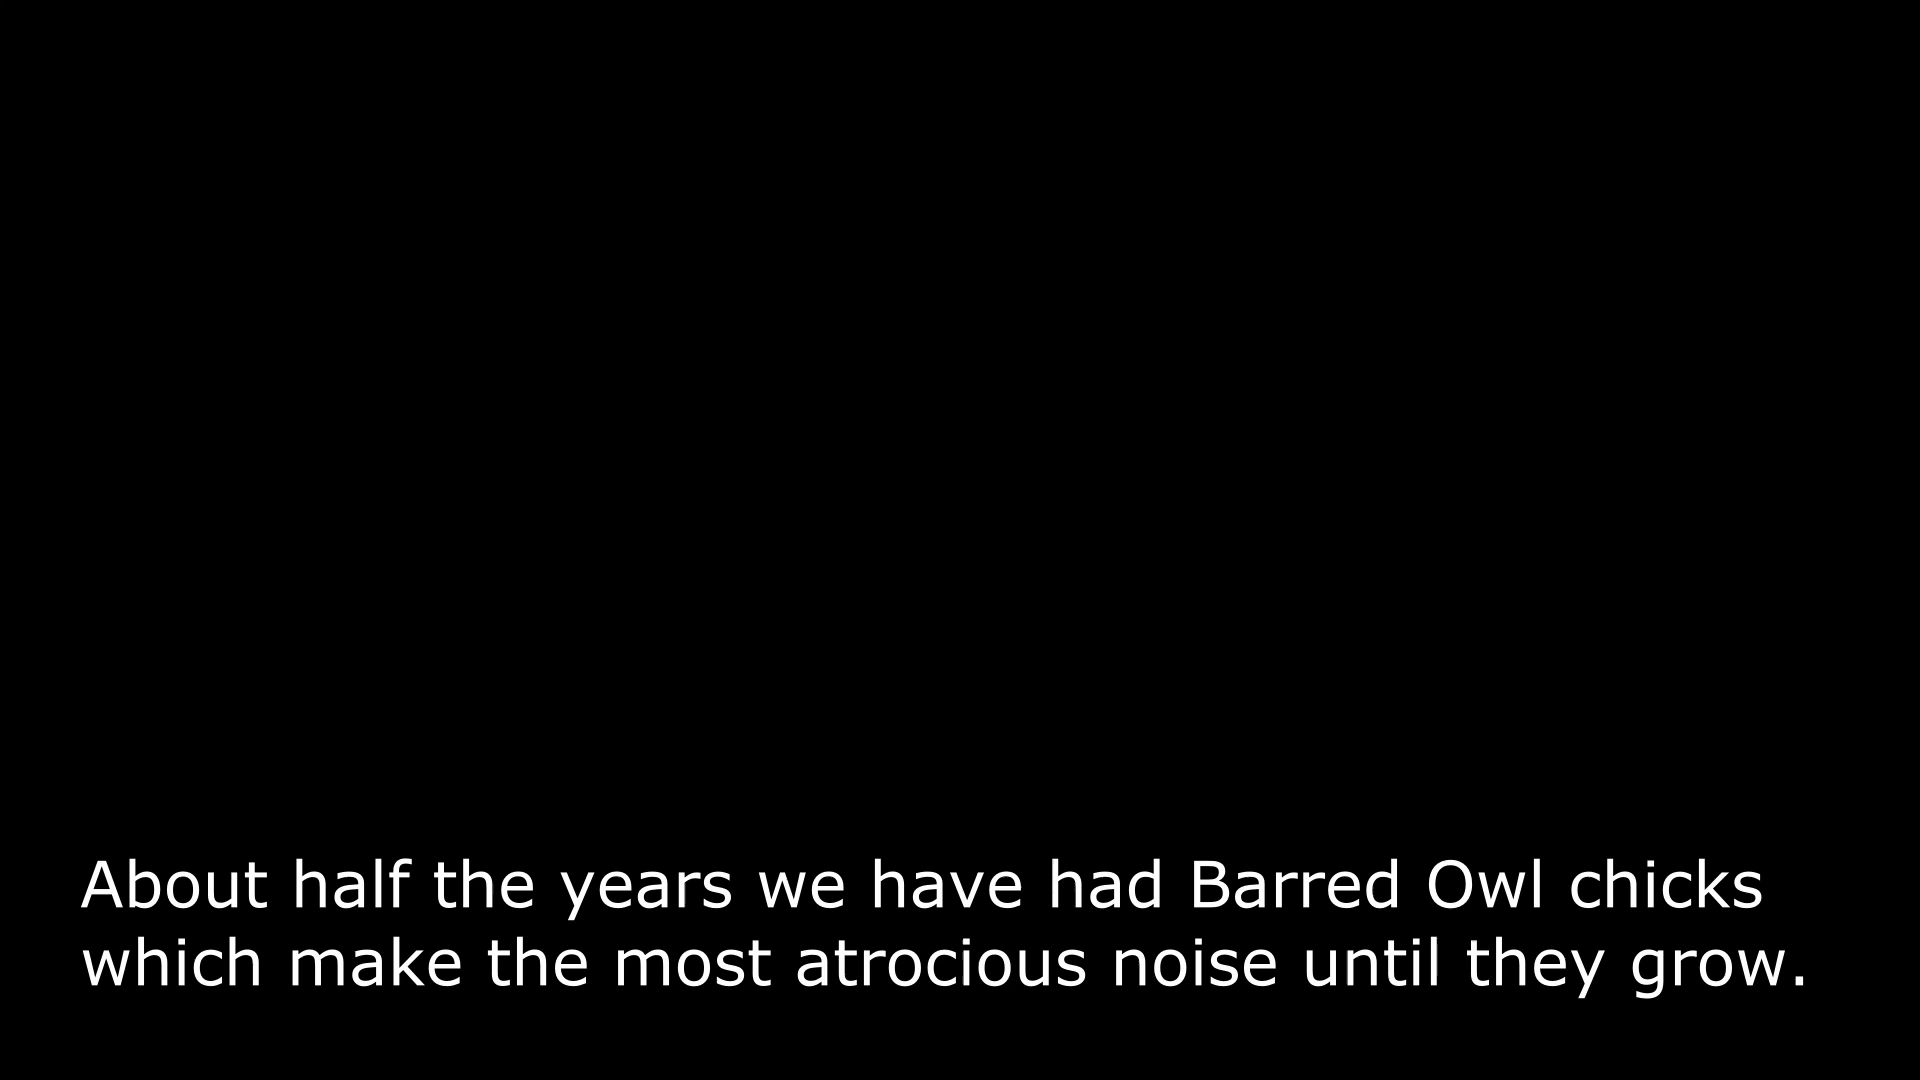 About half the years we have had Barred Owl chicks
which make the most atrocious noise until they grow.